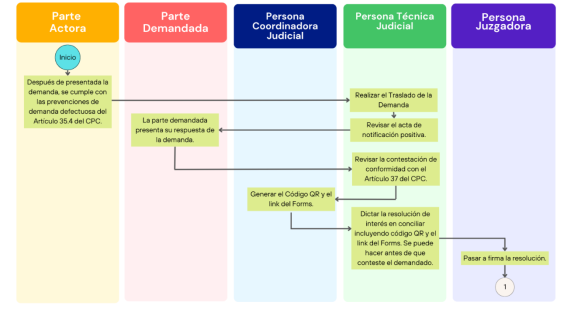 Parte
Actora
Parte
Demandada
Persona
Coordinadora
Judicial
Persona Técnica
Judicial
Persona
Juzgadora
Inicio
Después de presentada la
demanda, se cumple con
las prevenciones de
demanda defectuosa del
Artículo 35.4 del CPC.
Realizar el Traslado de la
Demanda
Revisar el acta de
notificación positiva.
La parte demandada
presenta su respuesta de
la demanda.
Revisar la contestación de
conformidad con el
Artículo 37 del CPC.
Generar el Código QR y el
link del Forms.
Dictar la resolución de
interés en conciliar
incluyendo código QR y el
link del Forms. Se puede
hacer antes de que
conteste el demandado.
Pasar a firma la resolución.
1